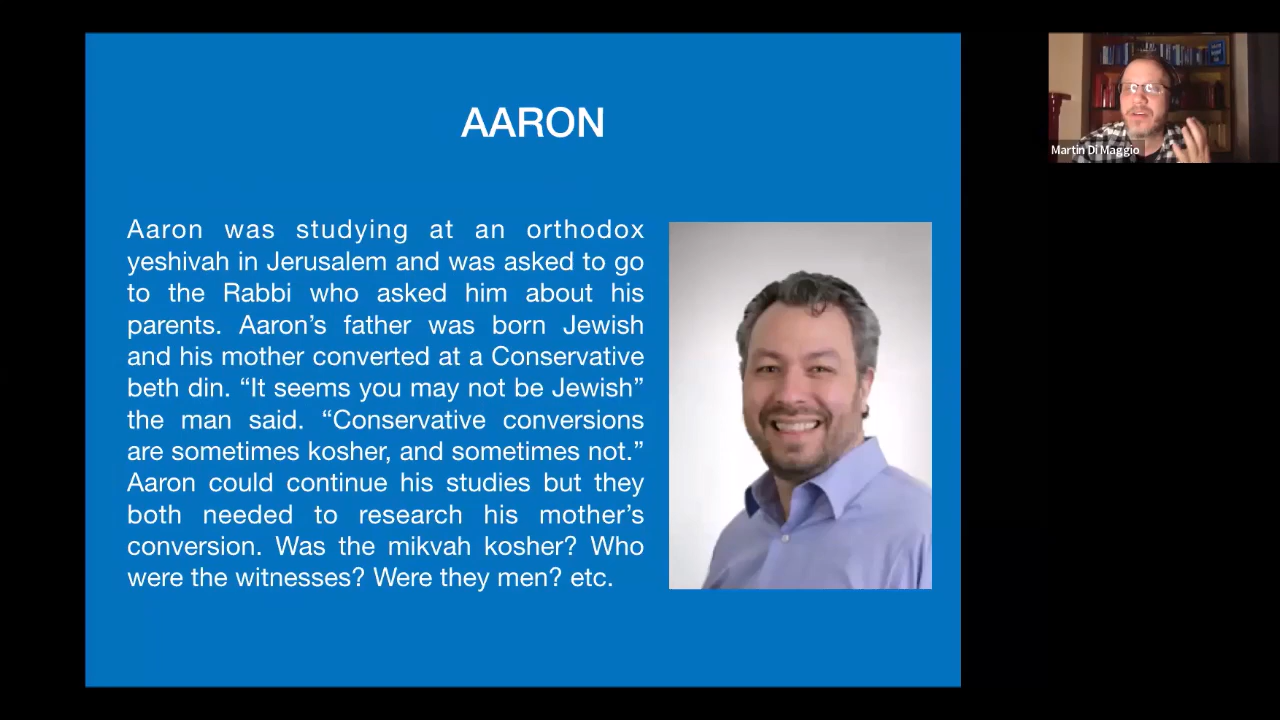 AARON
Aaron was studying at an orthodox
yeshivah in Jerusalem and was asked to go
to the Rabbi who asked him about his
parents. Aaron’s father was born Jewish
and his mother converted at a Conservative
beth din. “It seems you may not be Jewish”
the man said. “Conservative conversions
are sometimes kosher, and sometimes not.”
Aaron could continue his studies but they
both needed to research his mother’s
conversion. Was the mikvah kosher? Who
were the witnesses? Were they men? etc.
Martin Di Maggio